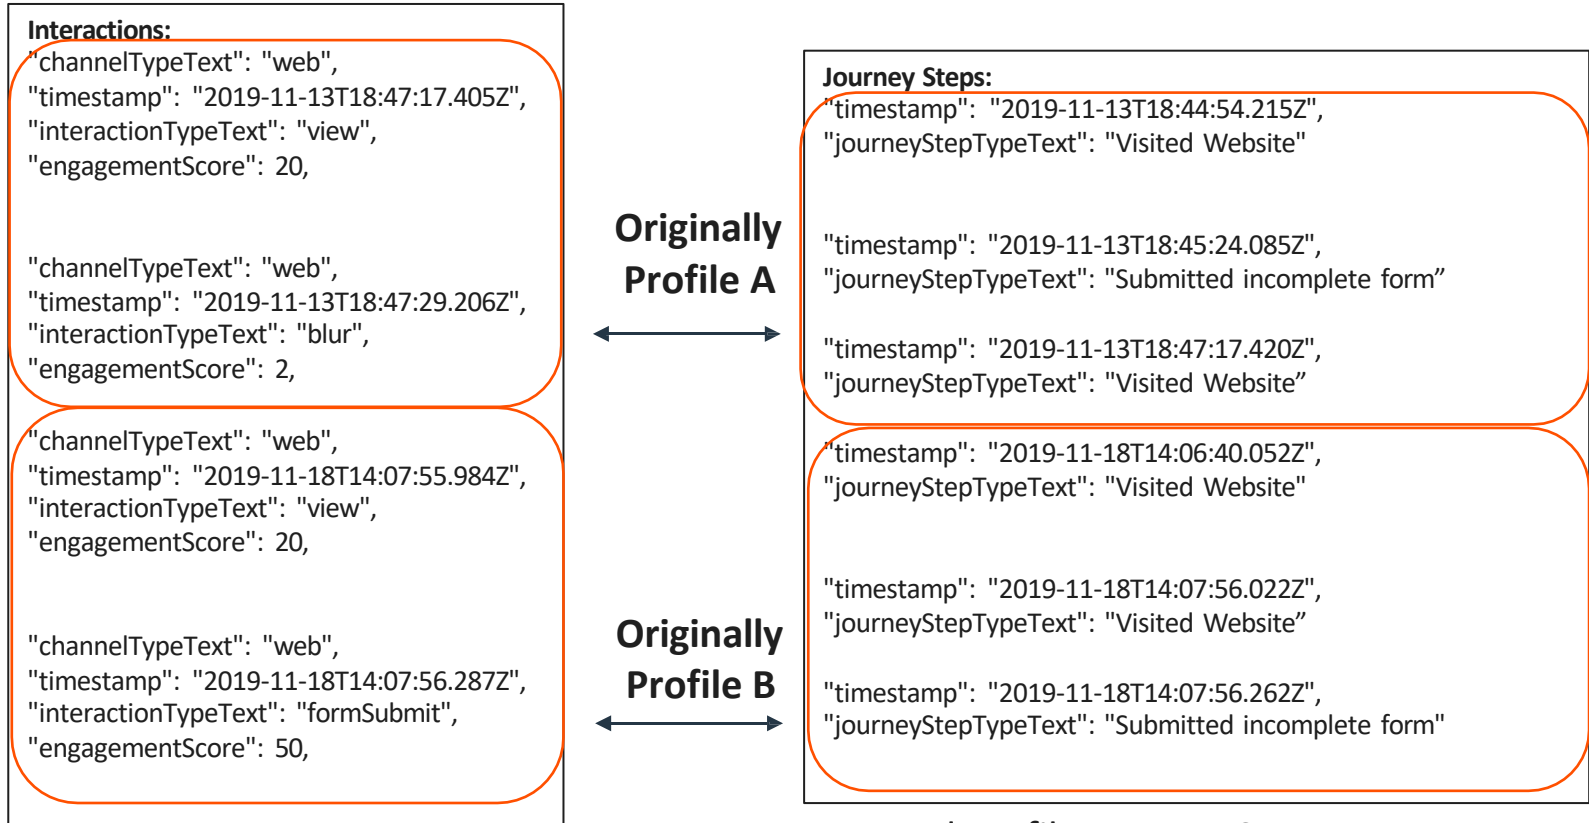 Interactions:
"channelTypeText": "web",
"timestamp": "2019-11-13T18:47:17.405Z",
"interactionTypeText": "view",
"engagementScore": 20,
"channelTypeText": "web",
"timestamp": "2019-11-13T18:47:29.206Z",
"interactionTypeText": "blur",
"engagementScore": 2,
"channelTypeText": "web",
"timestamp": "2019-11-18T14:07:55.984Z",
"interactionTypeText": "view",
"engagementScore": 20,
"channelTypeText": "web",
"timestamp": "2019-11-18T14:07:56.287Z",
"interactionTypeText": "formSubmit",
"engagementScore": 50,
Originally
Profile A
Originally
Profile B
Journey Steps:
"timestamp": "2019-11-13T18:44:54.215Z",
"journeyStepTypeText": "Visited Website"
"timestamp": "2019-11-13T18:45:24.085Z",
"journeyStepTypeText": "Submitted incomplete form”
"timestamp": "2019-11-13T18:47:17.420Z",
"journeyStepTypeText": "Visited Website”
"timestamp": "2019-11-18T14:06:40.052Z",
"journeyStepTypeText": "Visited Website"
"timestamp": "2019-11-18T14:07:56.022Z",
"journeyStepTypeText": "Visited Website”
"timestamp": "2019-11-18T14:07:56.262Z",
"journeyStepTypeText": "Submitted incomplete form"